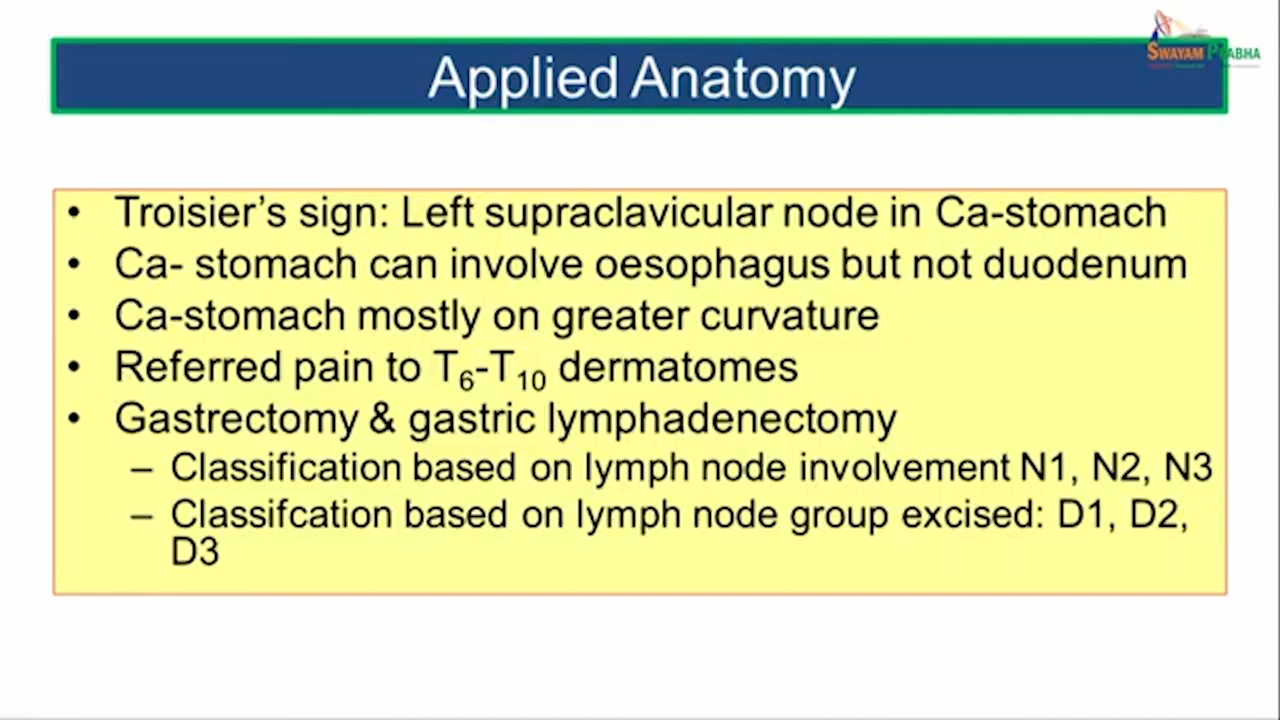 SWAYAM PRABHA
Applied Anatomy
• Troisier’s sign: Left supraclavicular node in Ca-stomach
• Ca- stomach can involve oesophagus but not duodenum
• Ca-stomach mostly on greater curvature
• Referred pain to T6-T10 dermatomes
• Gastrectomy & gastric lymphadenectomy
– Classification based on lymph node involvement N1, N2, N3
– Classifcation based on lymph node group excised: D1, D2,
D3